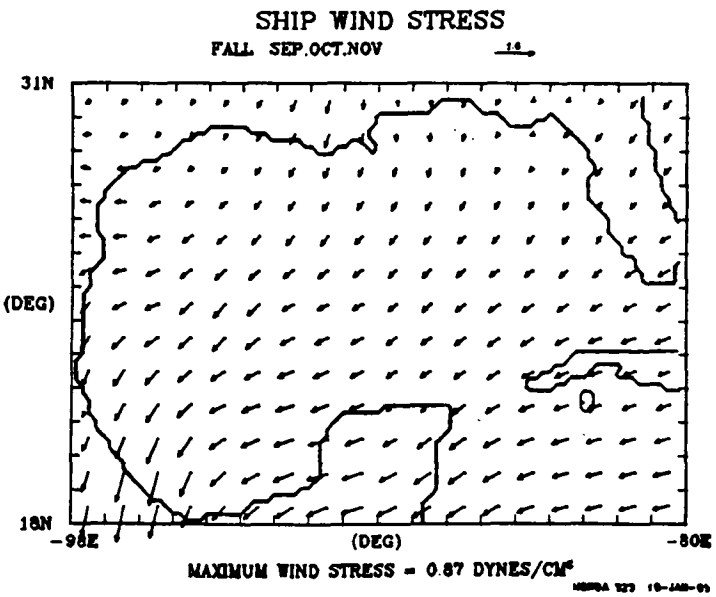 SHIP WIND STRESS
FALL SEP,OCT,NOV
31N
(DEG)
18N
-98E (DEG) -80E
MAXIMUM WIND STRESS = 0.87 DYNES/CM²